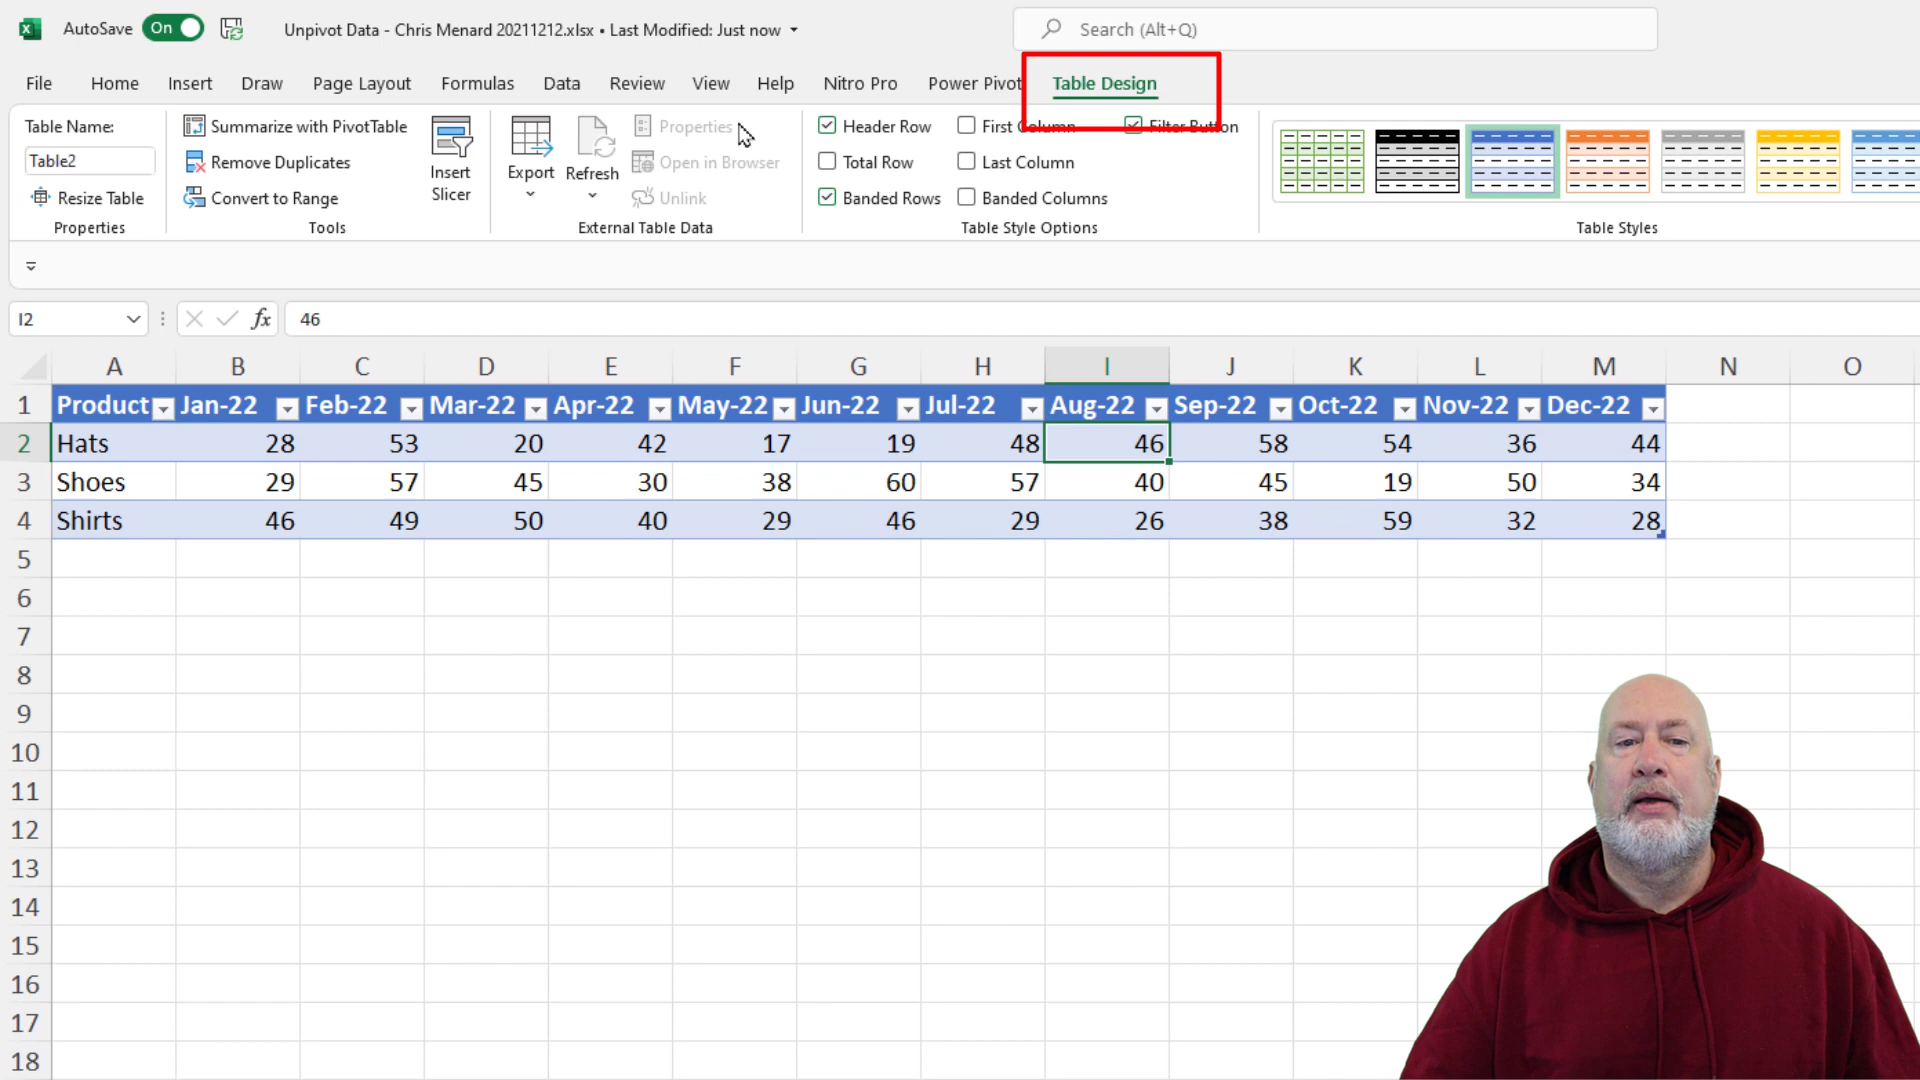 AutoSave On Unpivot Data - Chris Menard 20211212.xlsx • Last Modified: Just now Search (Alt+Q)
File Home Insert Draw Page Layout Formulas Data Review View Help Nitro Pro Power Pivot Table Design
Table Name:
Table2
Resize Table
Properties
Summarize with PivotTable
Remove Duplicates
Convert to Range
Tools
Insert
Slicer
Export
Refresh
Properties
Open in Browser
Unlink
External Table Data
Header Row
Total Row
Banded Rows
First Column
Last Column
Banded Columns
Filter Button
Table Style Options
Table Styles
I2 fx 46
A B C D E F G H I J K L M N O
1 Product Jan-22 Feb-22 Mar-22 Apr-22 May-22 Jun-22 Jul-22 Aug-22 Sep-22 Oct-22 Nov-22 Dec-22
2 Hats 28 53 20 42 17 19 48 46 58 54 36 44
3 Shoes 29 57 45 30 38 60 57 40 45 19 50 34
4 Shirts 46 49 50 40 29 46 29 26 38 59 32 28
5
6
7
8
9
10
11
12
13
14
15
16
17
18